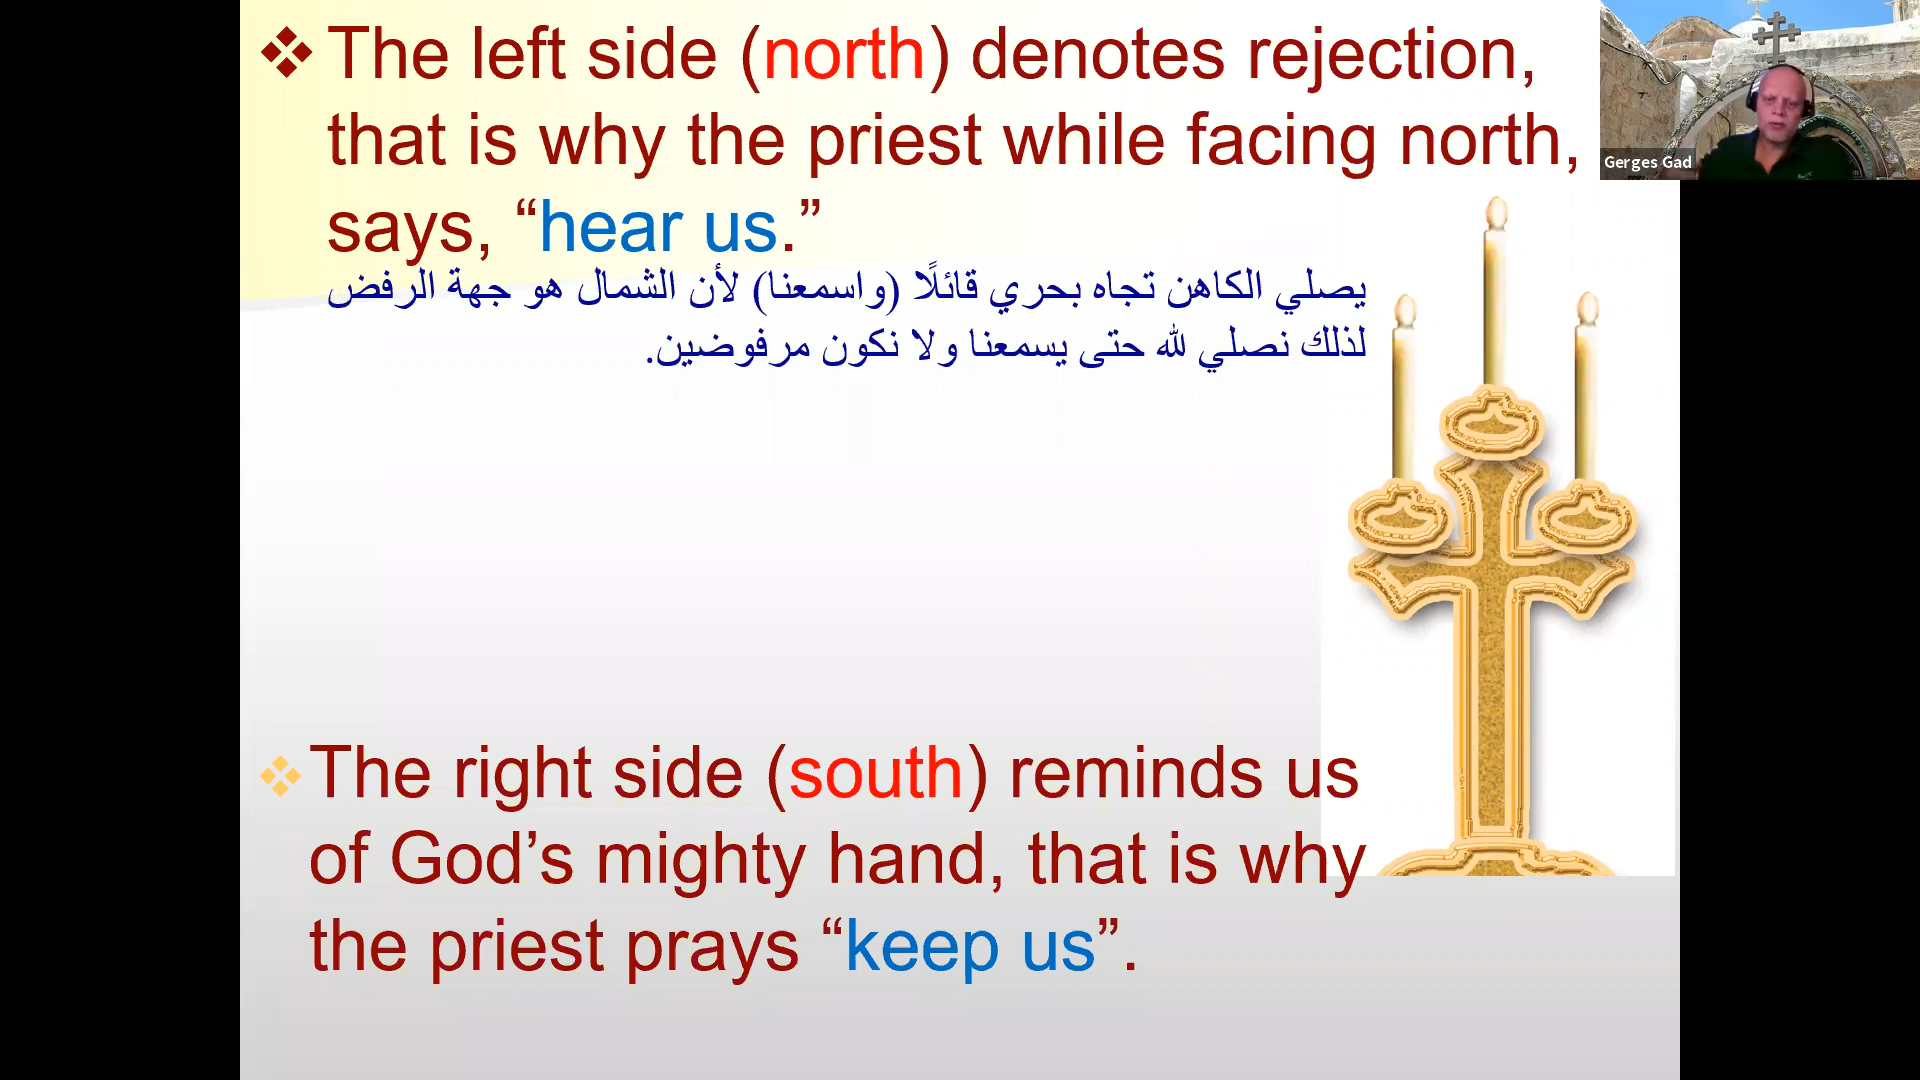 ❖ The left side (north) denotes rejection,
that is why the priest while facing north,
says, “hear us.”
يصلي الكاهن تجاه بحري قائلًا (واسمعنا) لأن الشمال هو جهة الرفض
لذلك نصلي لله حتى يسمعنا ولا نكون مرفوضين.
❖ The right side (south) reminds us
of God’s mighty hand, that is why
the priest prays “keep us”.
Gerges Gad